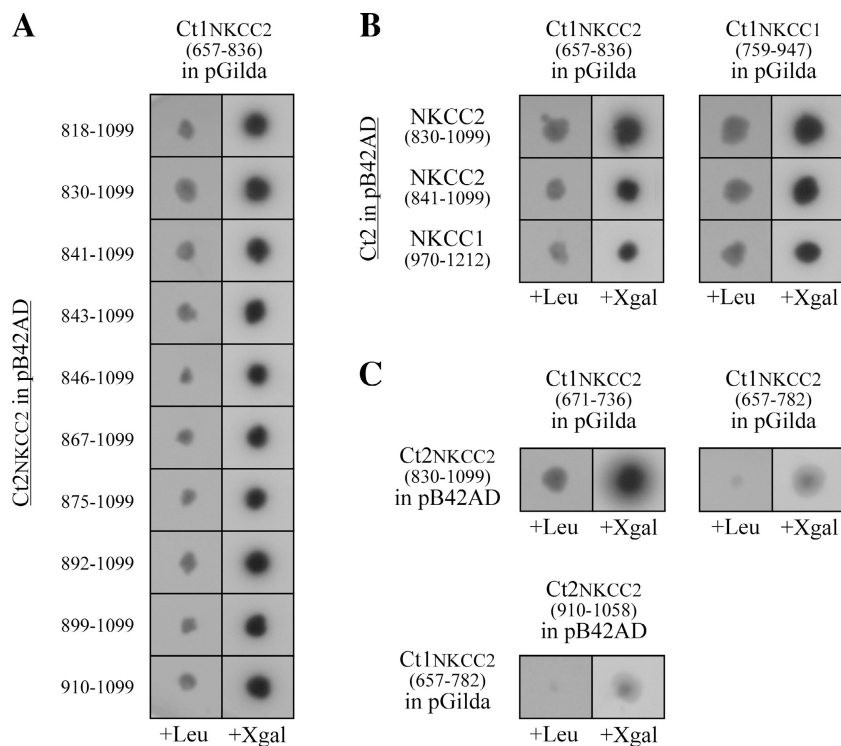 A
Ct1NKCC2
(657-836)
in pGilda
Ct2NKCC2 in pB42AD
818-1099
830-1099
841-1099
843-1099
846-1099
867-1099
875-1099
892-1099
899-1099
910-1099
+Leu +Xgal
B
Ct1NKCC2 Ct1NKCC1
(657-836) (759-947)
in pGilda in pGilda
Ct2 in pB42AD
NKCC2
(830-1099)
NKCC2
(841-1099)
NKCC1
(970-1212)
+Leu +Xgal +Leu +Xgal
C
Ct1NKCC2 Ct1NKCC2
(671-736) (657-782)
in pGilda in pGilda
Ct2NKCC2
(830-1099)
in pB42AD
+Leu +Xgal +Leu +Xgal
Ct2NKCC2
(910-1058)
in pB42AD
Ct1NKCC2
(657-782)
in pGilda
+Leu +Xgal